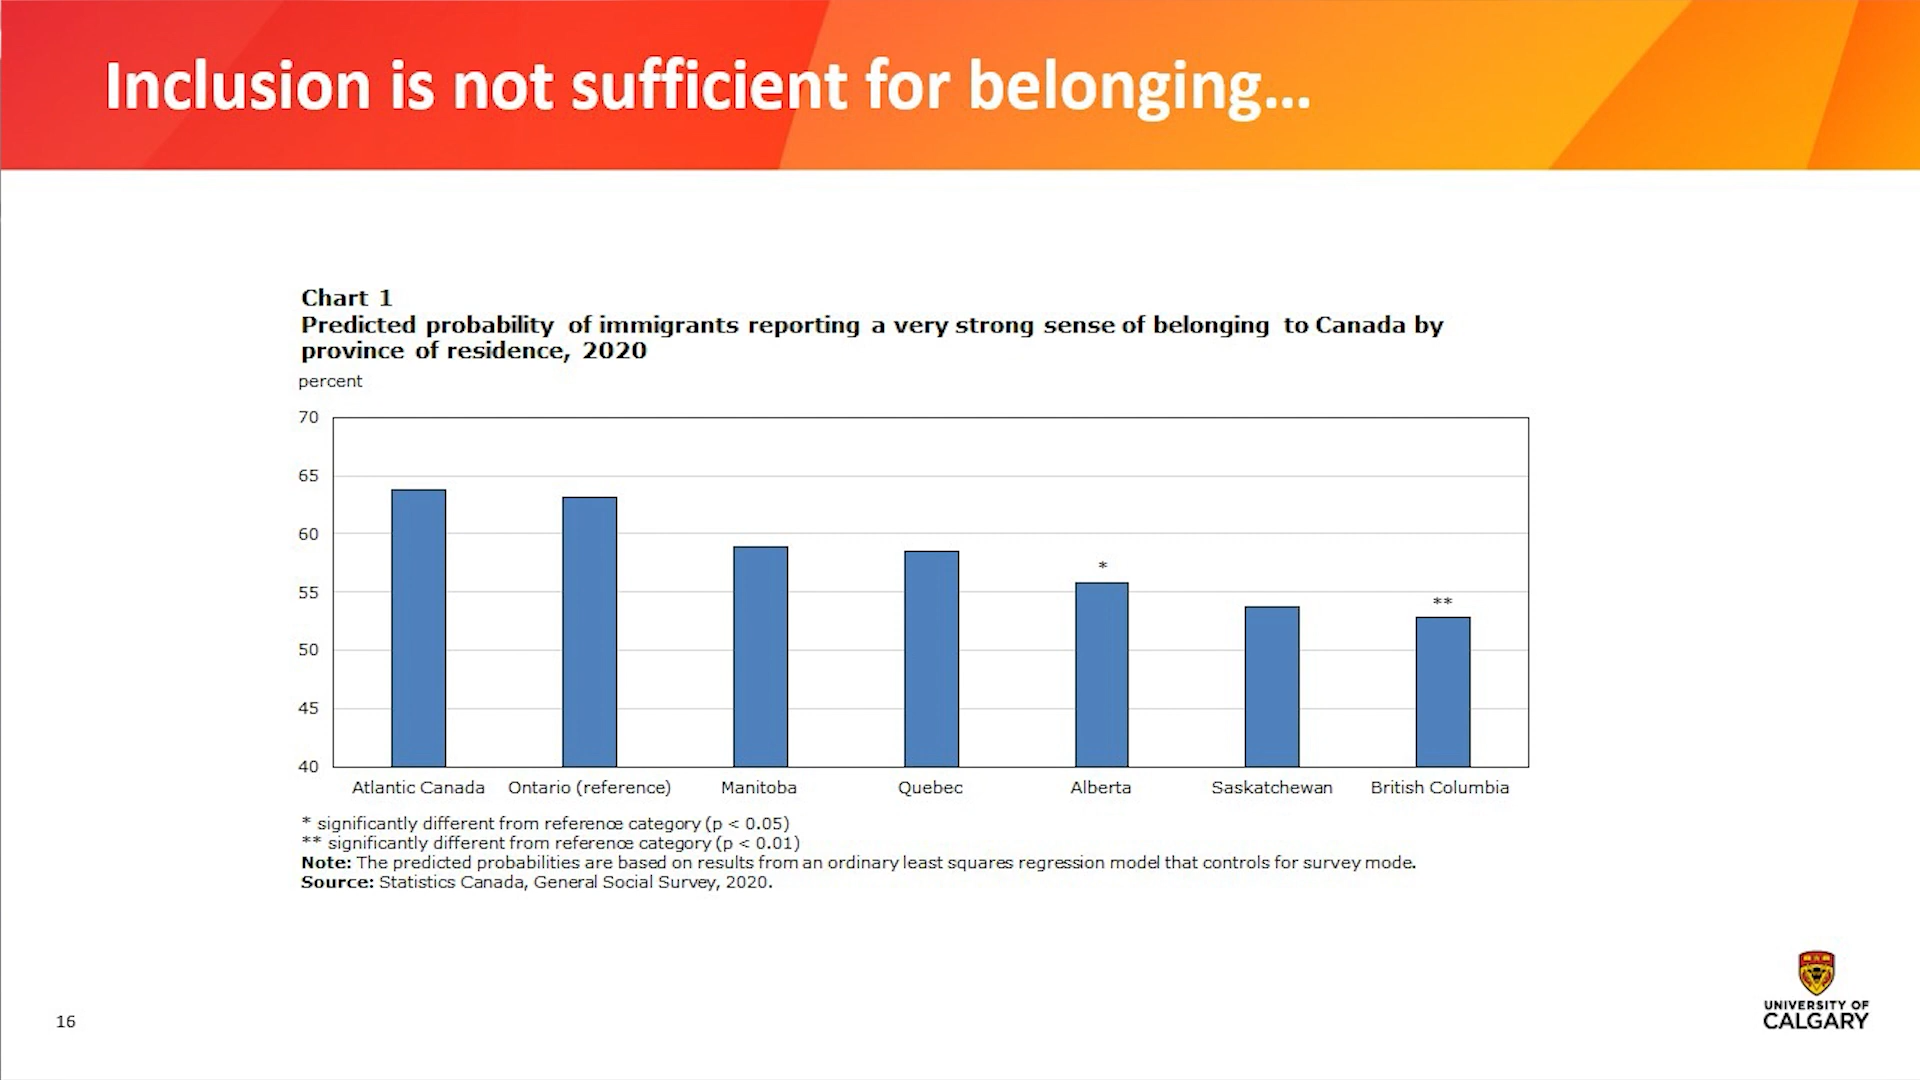 Inclusion is not sufficient for belonging...
Chart 1
Predicted probability of immigrants reporting a very strong sense of belonging to Canada by
province of residence, 2020
percent
70
65
60
55
50
45
40
*
**
Atlantic Canada Ontario (reference) Manitoba Quebec Alberta Saskatchewan British Columbia
* significantly different from reference category (p < 0.05)
** significantly different from reference category (p < 0.01)
Note: The predicted probabilities are based on results from an ordinary least squares regression model that controls for survey mode.
Source: Statistics Canada, General Social Survey, 2020.
16
UNIVERSITY OF
CALGARY